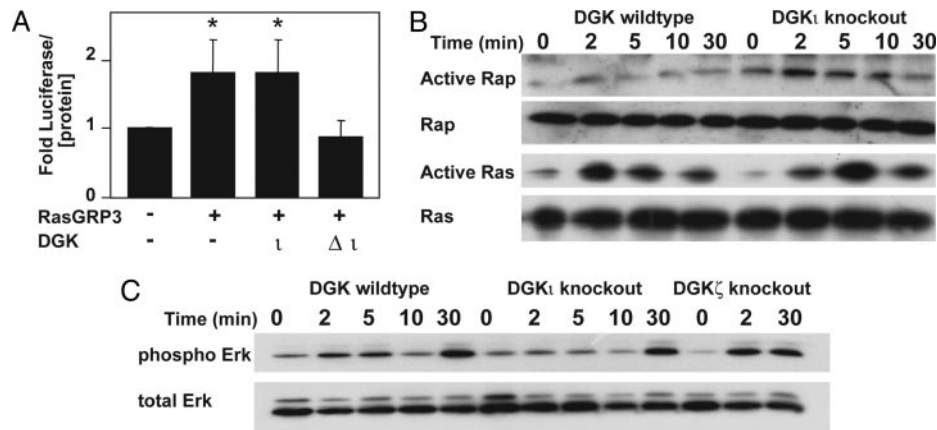 A
Fold Luciferase/
[protein]
2
1
0
RasGRP3 - + + +
DGK - - ι Δ ι
B
DGK wildtype DGKι knockout
Time (min) 0 2 5 10 30 0 2 5 10 30
Active Rap
Rap
Active Ras
Ras
C
DGK wildtype DGKι knockout DGKζ knockout
Time (min) 0 2 5 10 30 0 2 5 10 30 0 2 30
phospho Erk
total Erk
* *